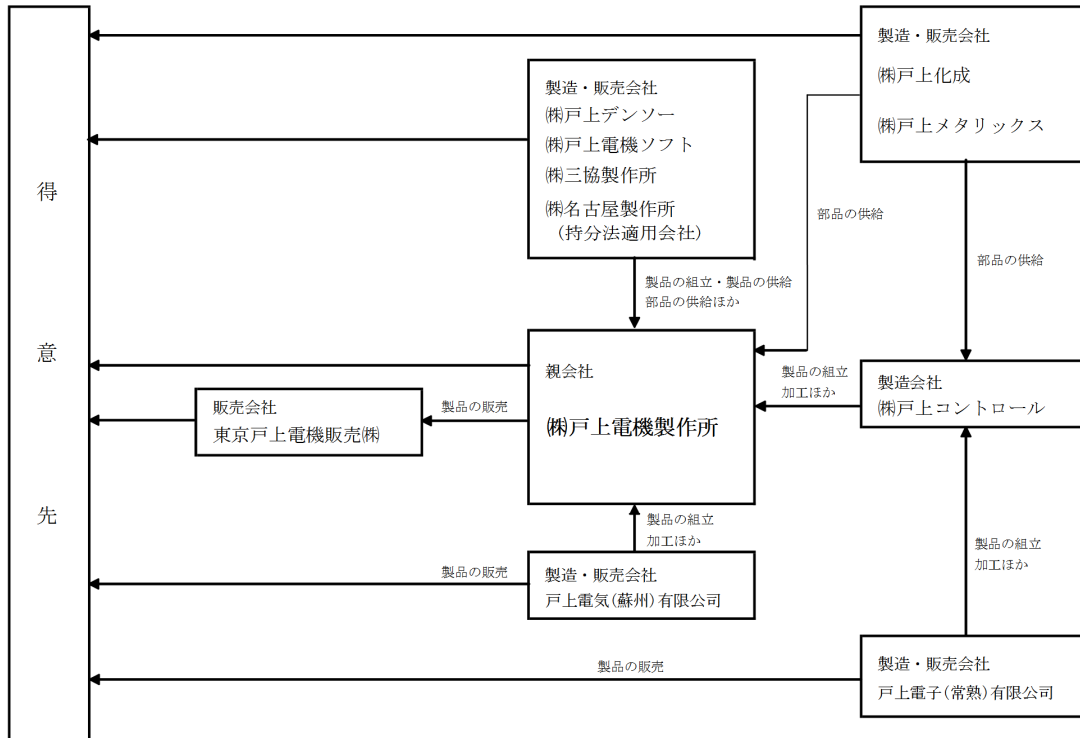 得
意
先
製造・販売会社
㈱戸上化成
㈱戸上メタリックス
製造・販売会社
㈱戸上デンソー
㈱戸上電機ソフト
㈱三協製作所
㈱名古屋製作所
(持分法適用会社)
部品の供給
部品の供給
製品の組立・製品の供給
部品の供給ほか
親会社
㈱戸上電機製作所
製品の組立
加工ほか
製造会社
㈱戸上コントロール
販売会社
東京戸上電機販売㈱
製品の販売
製品の組立
加工ほか
製品の組立
加工ほか
製品の販売
製造・販売会社
戸上電気(蘇州)有限公司
製品の販売
製造・販売会社
戸上電子(常熟)有限公司